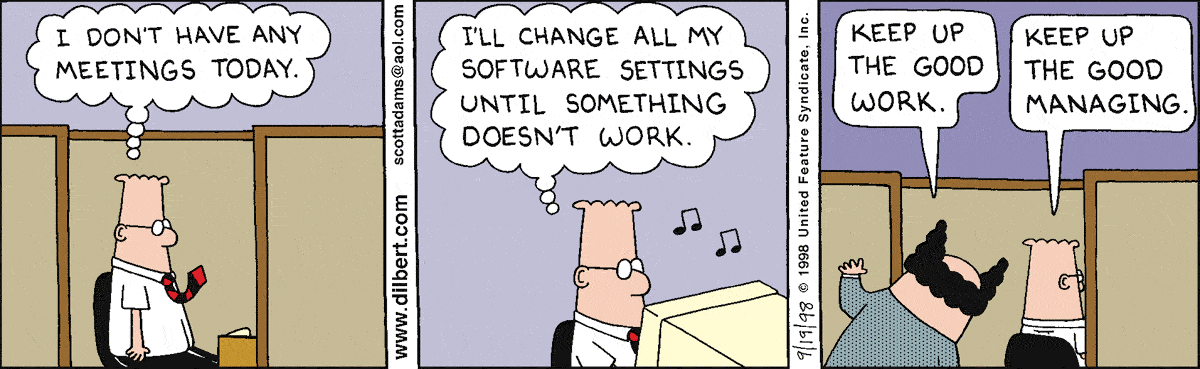 I DON'T HAVE ANY
MEETINGS TODAY.
www.dilbert.com scottadams@aol.com
I'LL CHANGE ALL MY
SOFTWARE SETTINGS
UNTIL SOMETHING
DOESN'T WORK.
9/19/98 © 1998 United Feature Syndicate, Inc.
KEEP UP
THE GOOD
WORK.
KEEP UP
THE GOOD
MANAGING.